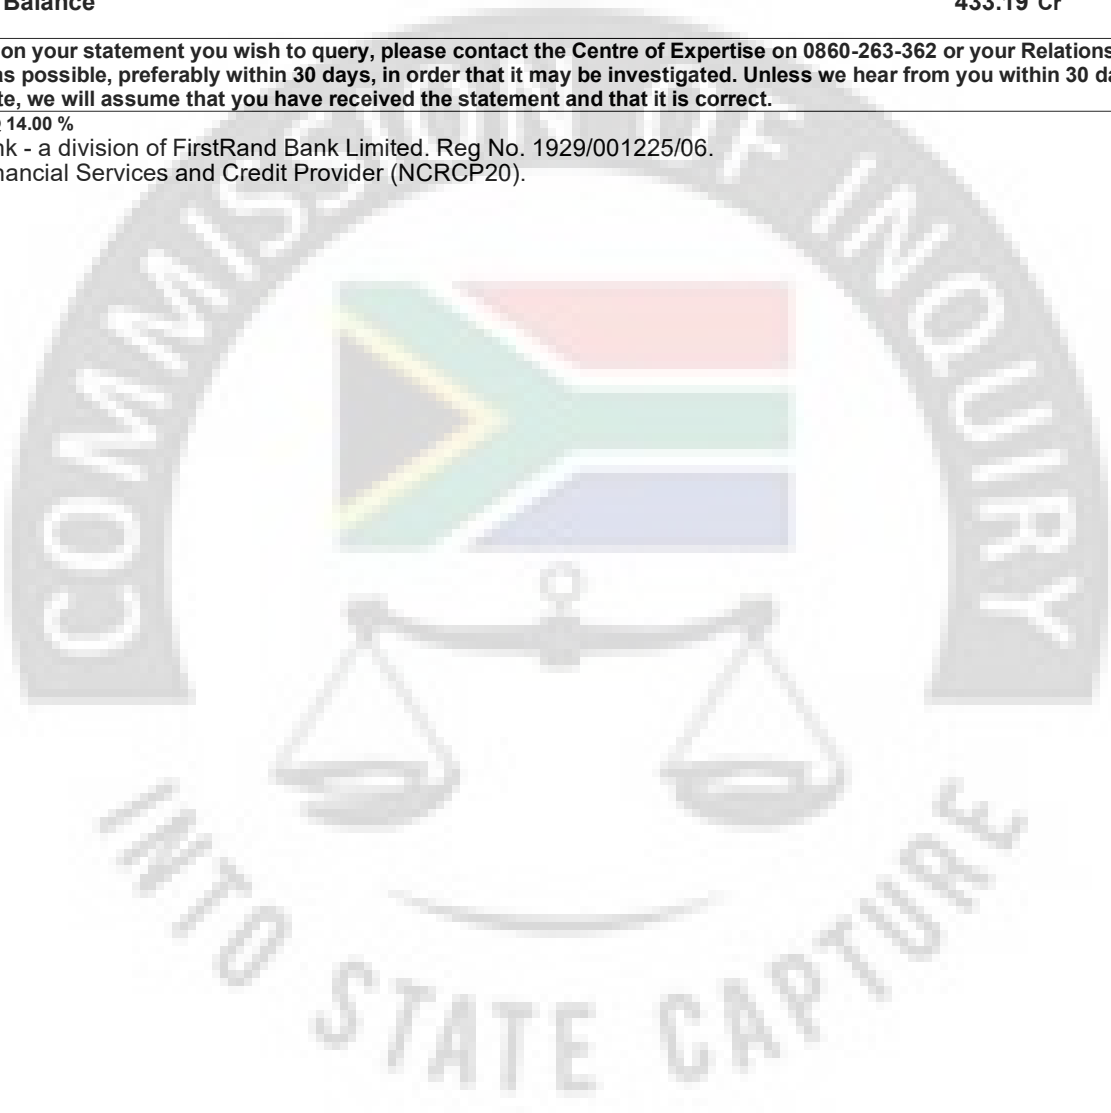 Balance 433.19 Cr
on your statement you wish to query, please contact the Centre of Expertise on 0860-263-362 or your Relations
as possible, preferably within 30 days, in order that it may be investigated. Unless we hear from you within 30 da
te, we will assume that you have received the statement and that it is correct.
14.00 %
nk - a division of FirstRand Bank Limited. Reg No. 1929/001225/06.
nancial Services and Credit Provider (NCRCP20).
COMMISSION OF INQUIRY
INTO STATE CAPTURE